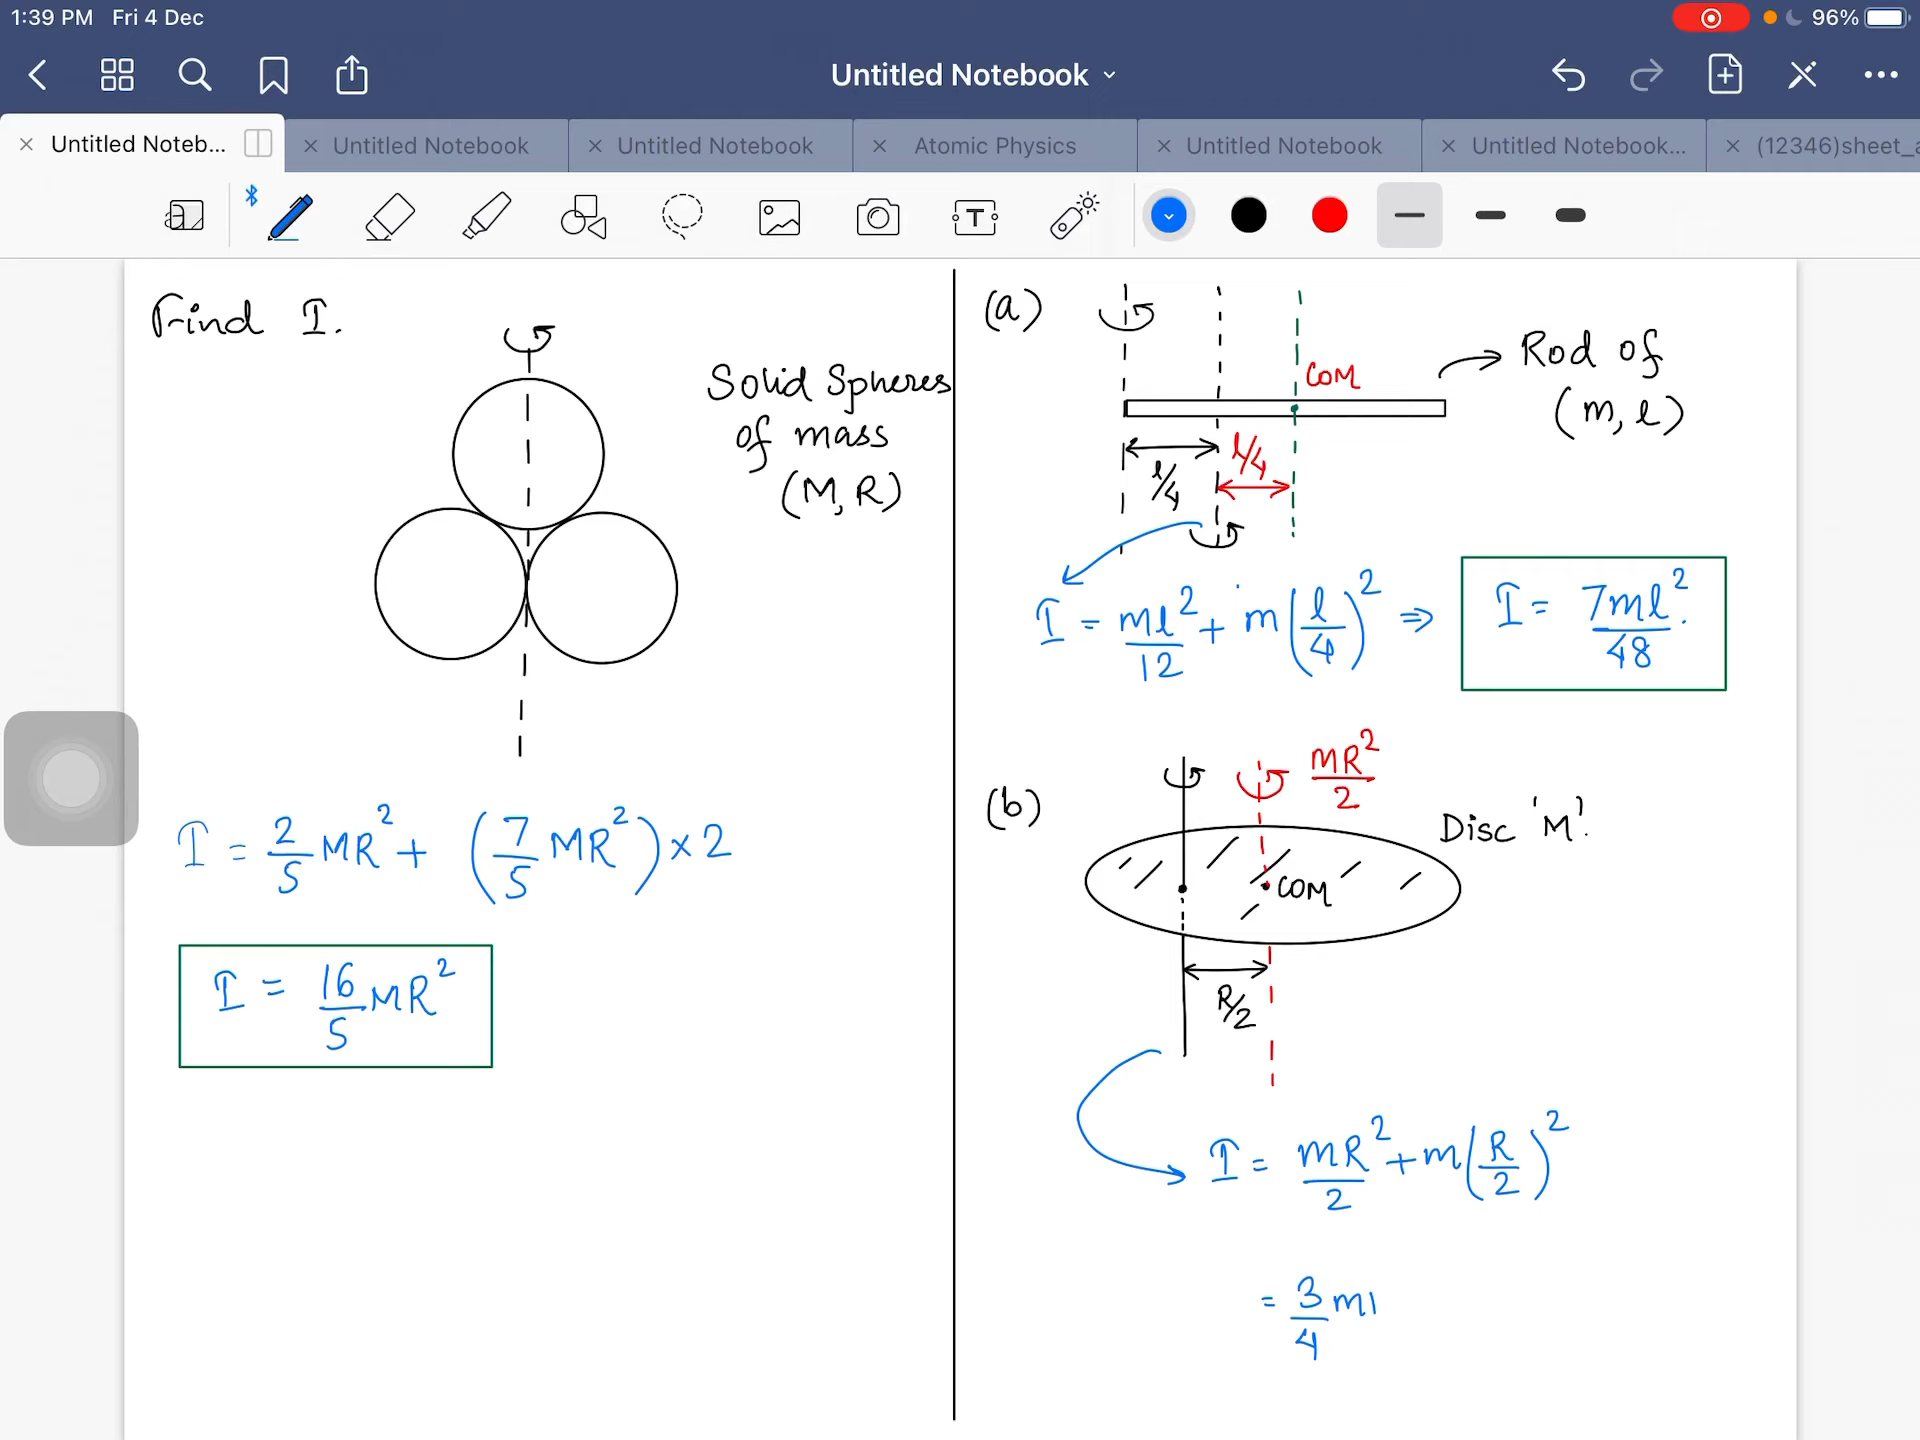 1:39 PM Fri 4 Dec
96%
Untitled Notebook
Untitled Noteb...
Untitled Notebook
Untitled Notebook
Atomic Physics
Untitled Notebook
Untitled Notebook...
(12346)sheet_a
Find I.
Solid Spheres
of mass
(M, R)
I = 2/5 MR² + (7/5 MR²) × 2
I = 16/5 MR²
(a)
COM
Rod of
(m, l)
l/4
l/4
I = ml²/12 + m(l/4)² ⇒ I = 7ml²/48.
(b)
MR²/2
Disc 'M'.
COM
R/2
I = mR²/2 + m(R/2)²
= 3/4 m